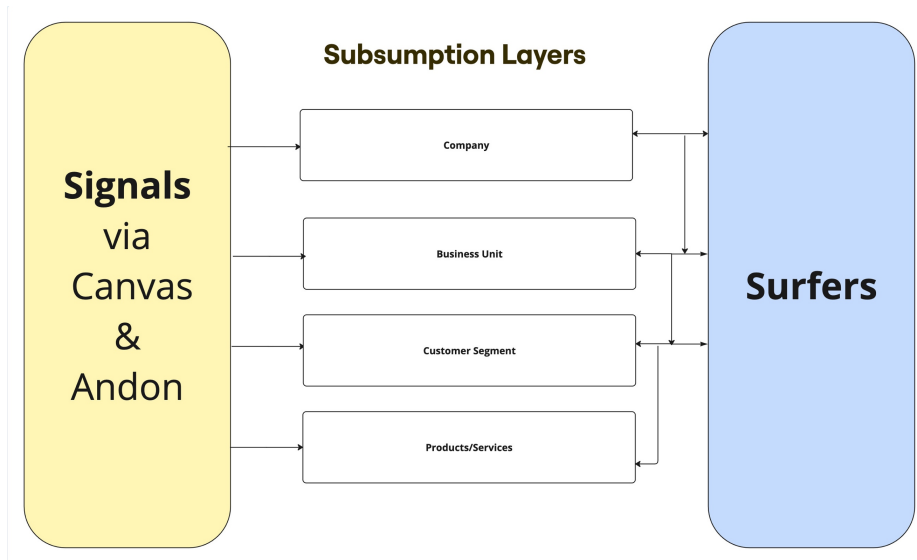 Subsumption Layers
Signals
via
Canvas
&
Andon
Company
Business Unit
Customer Segment
Products/Services
Surfers